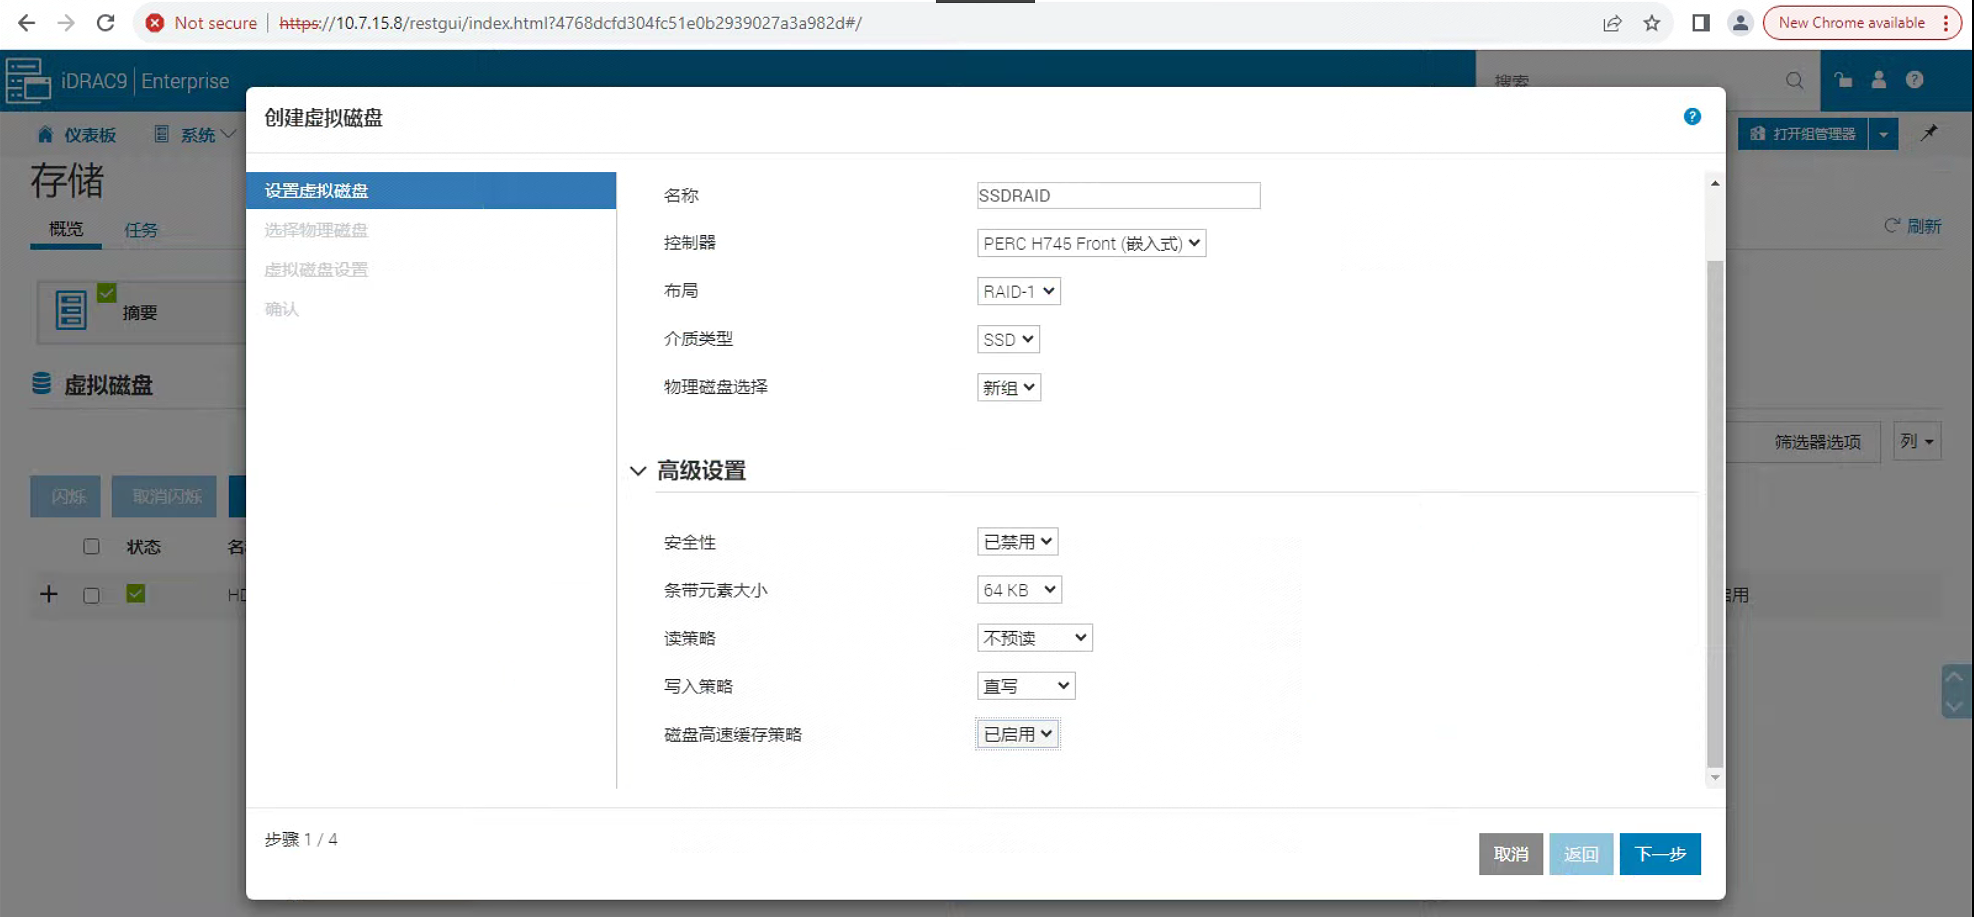 Not secure https://10.7.15.8/restgui/index.html?4768dcfd304fc51e0b2939027a3a982d#/ New Chrome available
iDRAC9 Enterprise 搜索
仪表板 系统 打开组管理器
存储
概览 任务 刷新
摘要
虚拟磁盘
筛选器选项 列
闪烁 取消闪烁
状态
HD
创建虚拟磁盘
设置虚拟磁盘
选择物理磁盘
虚拟磁盘设置
确认
名称 SSDRAID
控制器 PERC H745 Front (嵌入式)
布局 RAID-1
介质类型 SSD
物理磁盘选择 新组
高级设置
安全性 已禁用
条带元素大小 64 KB
读策略 不预读
写入策略 直写
磁盘高速缓存策略 已启用
步骤 1 / 4
取消 返回 下一步